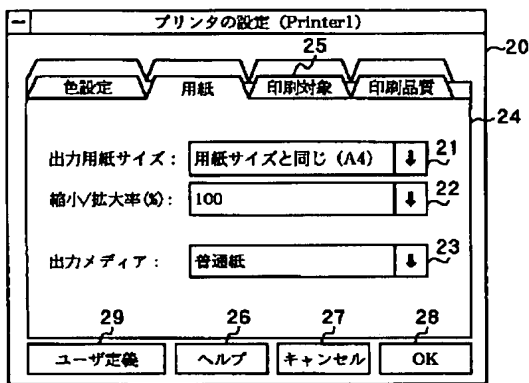 プリンタの設定 (Printer1)
20
25
色設定 用紙 印刷対象 印刷品質
24
出力用紙サイズ: 用紙サイズと同じ (A4) 21
縮小/拡大率(%): 100 22
出力メディア: 普通紙 23
29 26 27 28
ユーザ定義 ヘルプ キャンセル OK